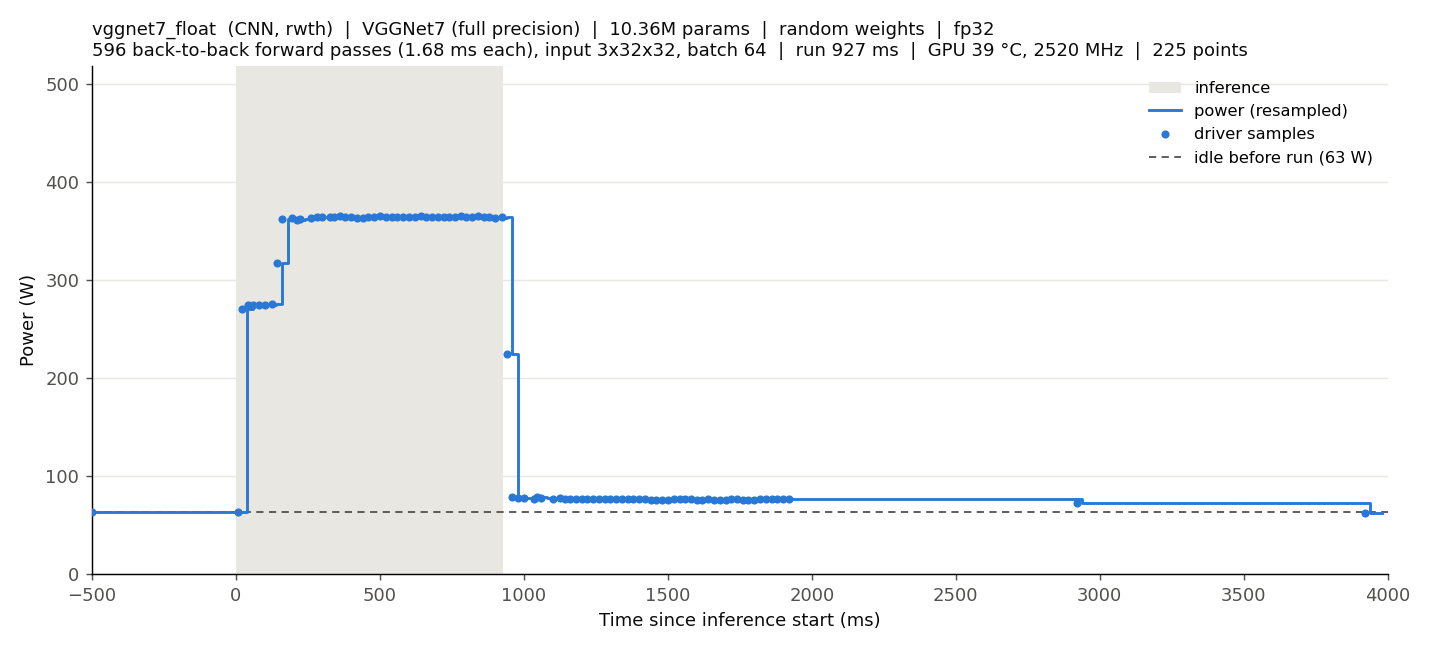 vggnet7_float  (CNN, rwth)  |  VGGNet7 (full precision)  |  10.36M params  |  random weights  |  fp32
596 back-to-back forward passes (1.68 ms each), input 3x32x32, batch 64  |  run 927 ms  |  GPU 39 °C, 2520 MHz  |  225 points
500
400
300
200
100
0
Power (W)
inference
power (resampled)
driver samples
idle before run (63 W)
−500 0 500 1000 1500 2000 2500 3000 3500 4000
Time since inference start (ms)